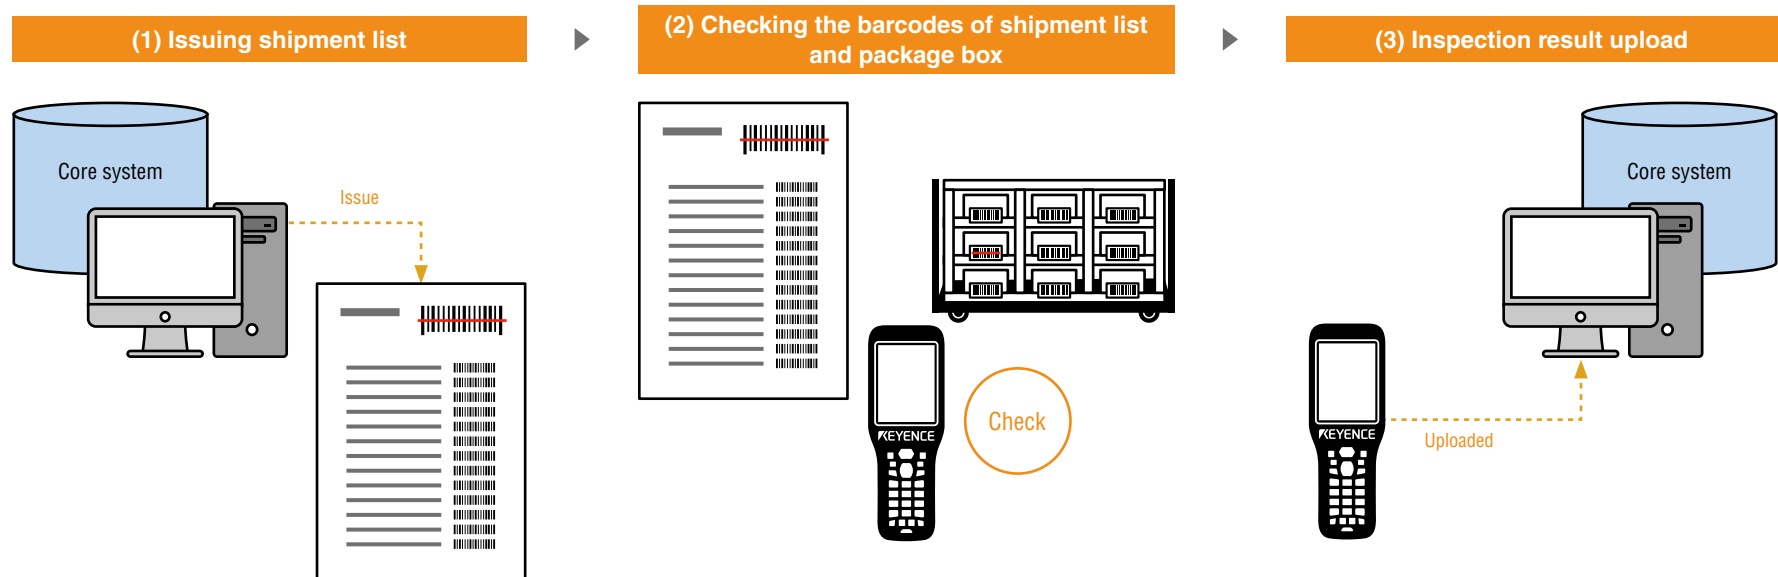 (1) Issuing shipment list
(2) Checking the barcodes of shipment list
and package box
(3) Inspection result upload
Core system
Issue
KEYENCE
Check
Core system
KEYENCE
Uploaded